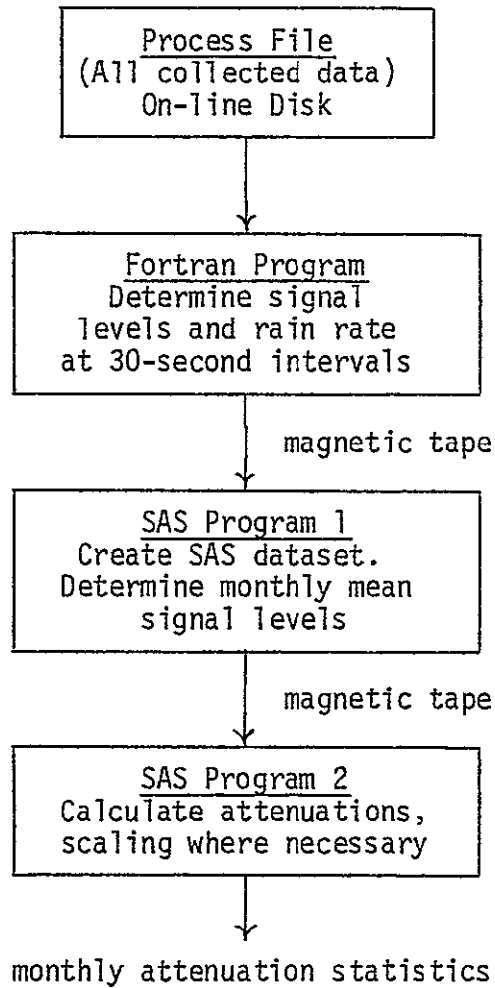 Process File
(All collected data)
On-line Disk
Fortran Program
Determine signal
levels and rain rate
at 30-second intervals
magnetic tape
SAS Program 1
Create SAS dataset.
Determine monthly mean
signal levels
magnetic tape
SAS Program 2
Calculate attenuations,
scaling where necessary
monthly attenuation statistics